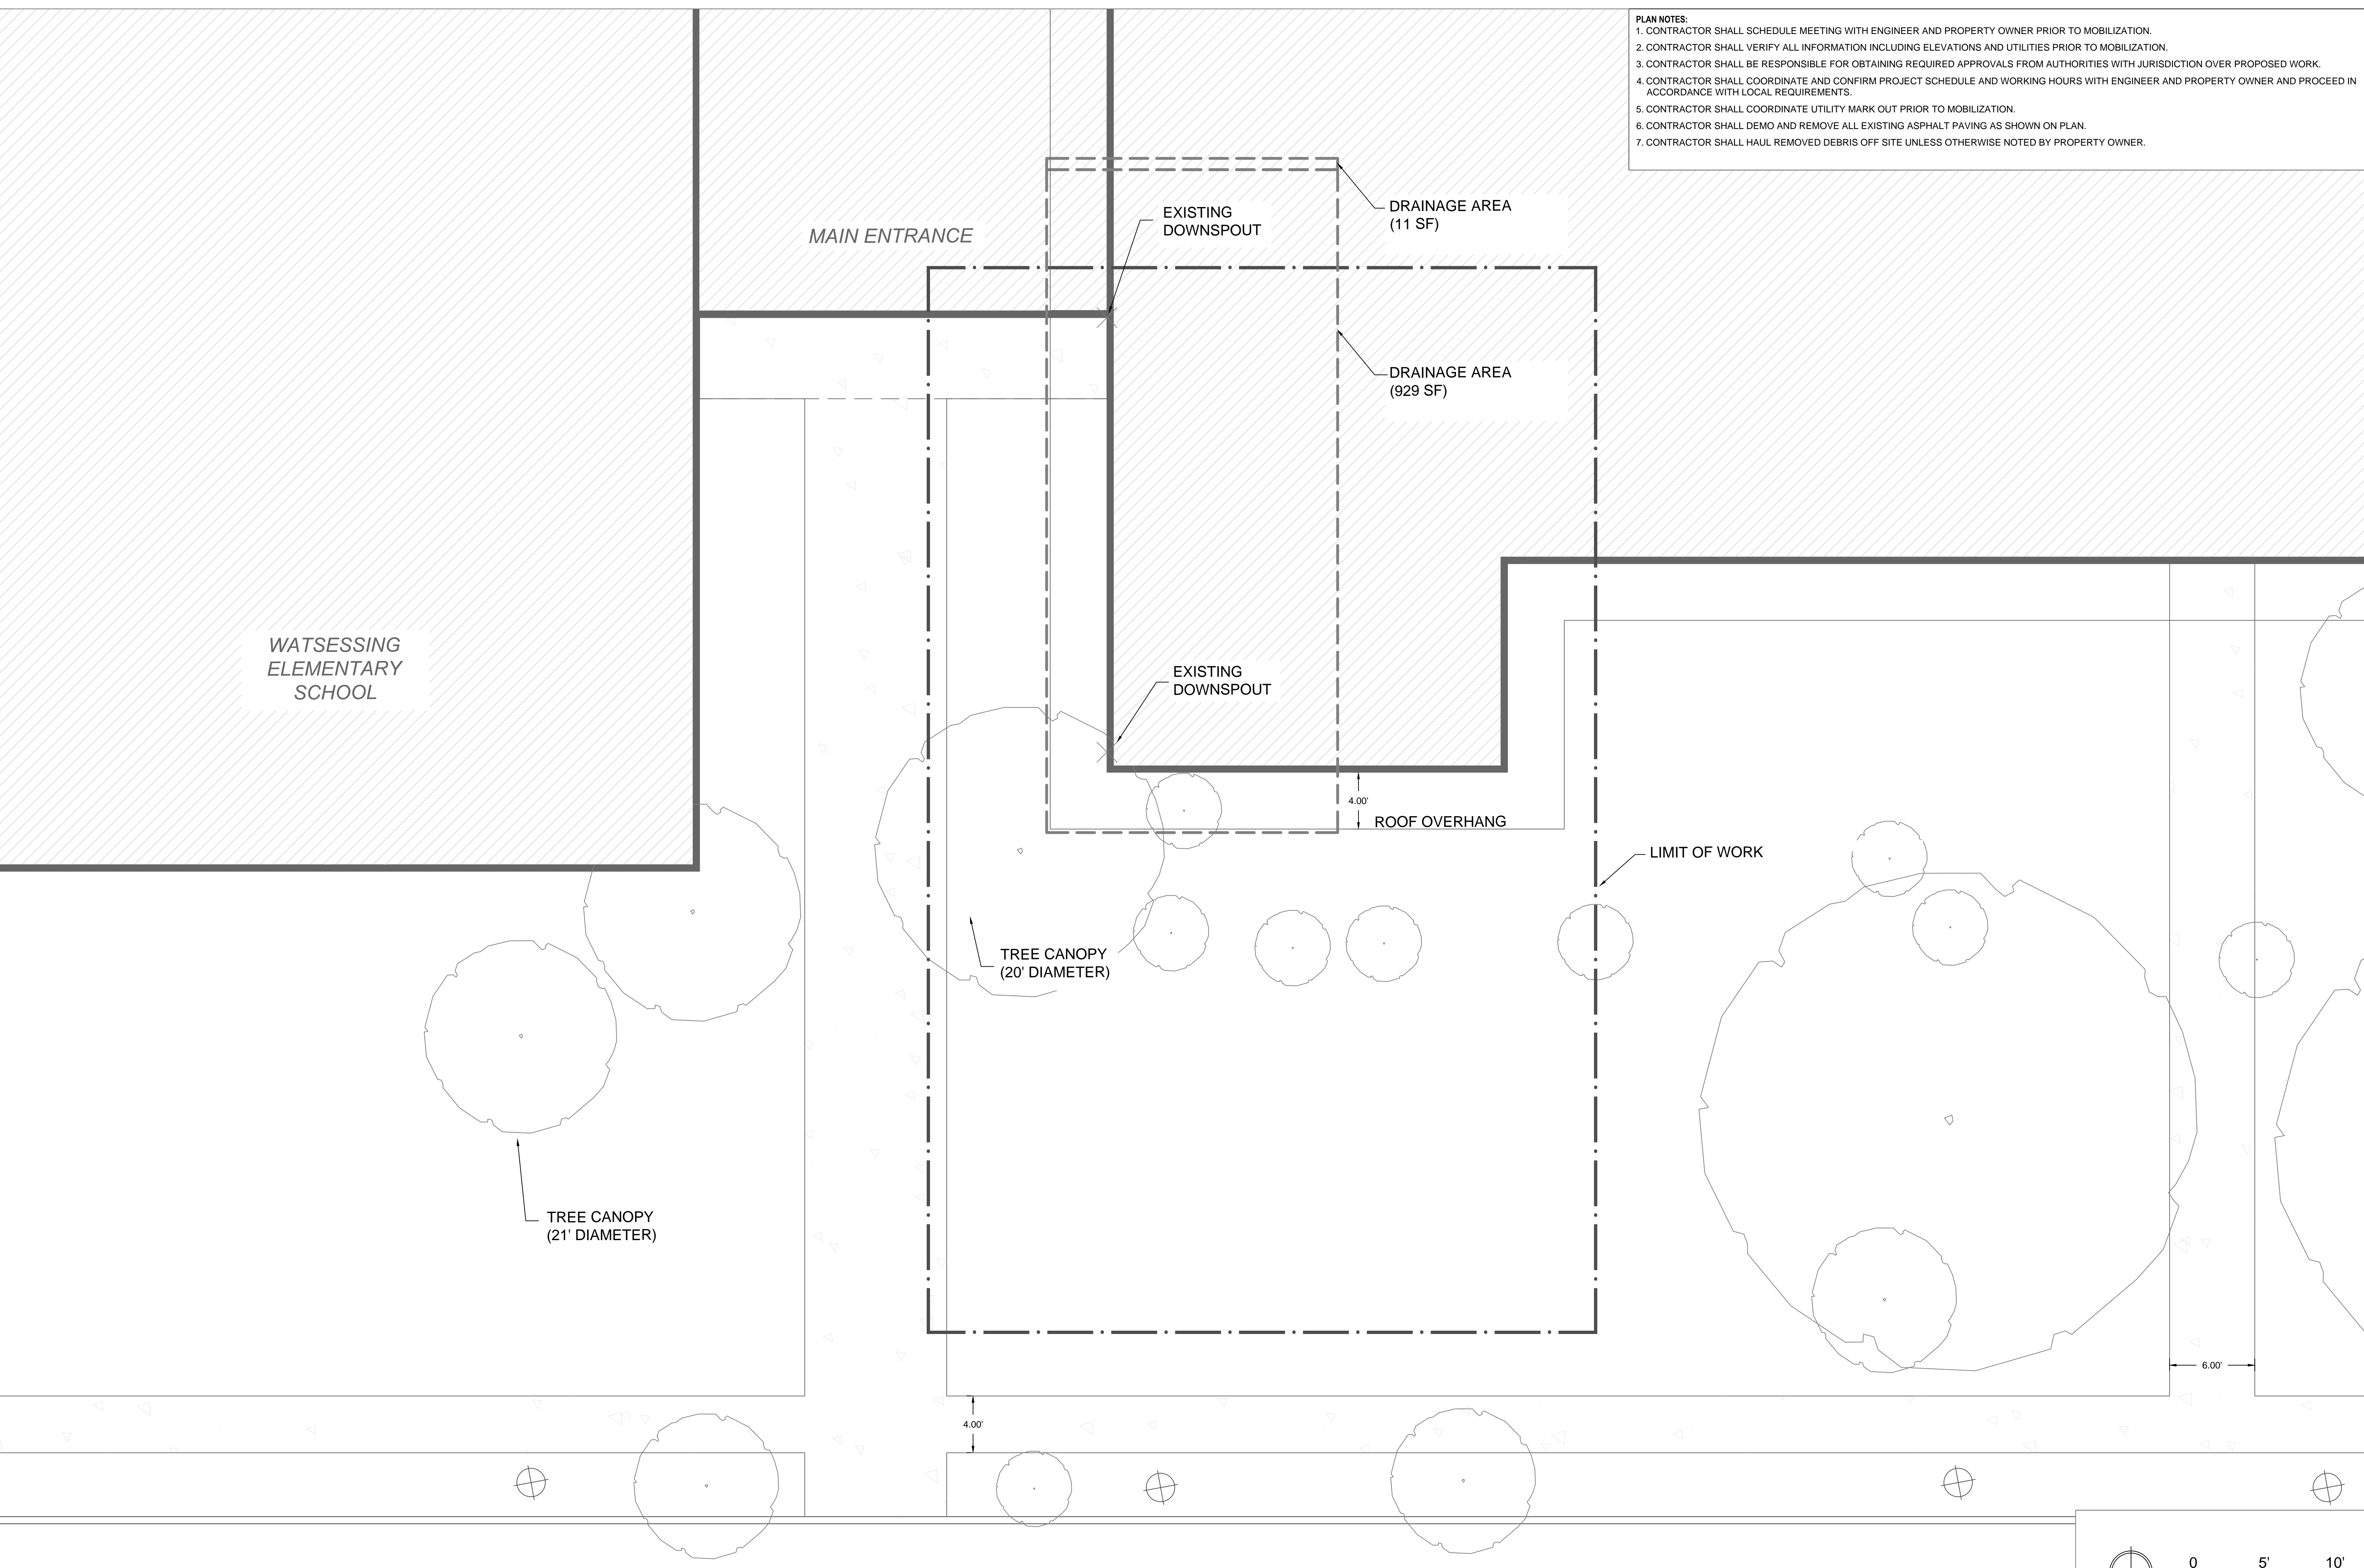 PLAN NOTES:
1. CONTRACTOR SHALL SCHEDULE MEETING WITH ENGINEER AND PROPERTY OWNER PRIOR TO MOBILIZATION.
2. CONTRACTOR SHALL VERIFY ALL INFORMATION INCLUDING ELEVATIONS AND UTILITIES PRIOR TO MOBILIZATION.
3. CONTRACTOR SHALL BE RESPONSIBLE FOR OBTAINING REQUIRED APPROVALS FROM AUTHORITIES WITH JURISDICTION OVER PROPOSED WORK.
4. CONTRACTOR SHALL COORDINATE AND CONFIRM PROJECT SCHEDULE AND WORKING HOURS WITH ENGINEER AND PROPERTY OWNER AND PROCEED IN
ACCORDANCE WITH LOCAL REQUIREMENTS.
5. CONTRACTOR SHALL COORDINATE UTILITY MARK OUT PRIOR TO MOBILIZATION.
6. CONTRACTOR SHALL DEMO AND REMOVE ALL EXISTING ASPHALT PAVING AS SHOWN ON PLAN.
7. CONTRACTOR SHALL HAUL REMOVED DEBRIS OFF SITE UNLESS OTHERWISE NOTED BY PROPERTY OWNER.
MAIN ENTRANCE
EXISTING
DOWNSPOUT
DRAINAGE AREA
(11 SF)
DRAINAGE AREA
(929 SF)
WATSESSING
ELEMENTARY
SCHOOL
EXISTING
DOWNSPOUT
4.00'
ROOF OVERHANG
LIMIT OF WORK
TREE CANOPY
(20' DIAMETER)
TREE CANOPY
(21' DIAMETER)
6.00'
4.00'
0 5' 10'